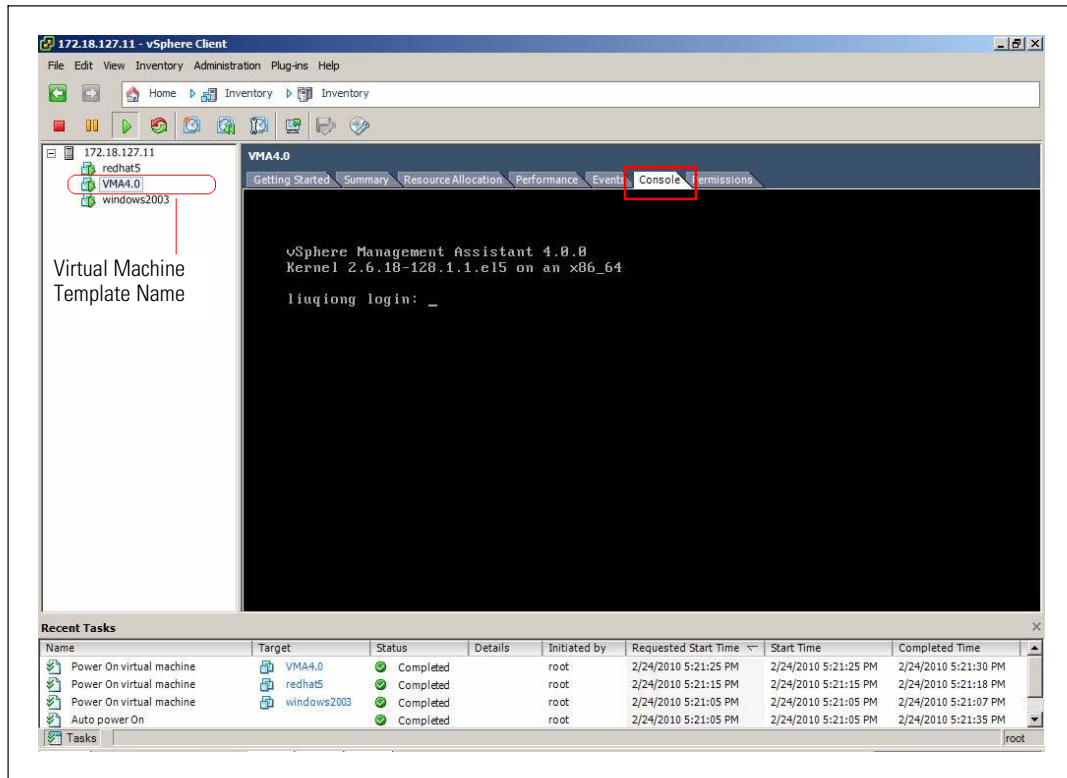 172.18.127.11 - vSphere Client
File Edit View Inventory Administration Plug-ins Help
Home Inventory Inventory
172.18.127.11
redhat5
VMA4.0
windows2003
Virtual Machine
Template Name
VMA4.0
Getting Started Summary Resource Allocation Performance Events Console Permissions
vSphere Management Assistant 4.0.0
Kernel 2.6.18-128.1.1.el5 on an x86_64
liuqiong login: _
Recent Tasks
Name Target Status Details Initiated by Requested Start Time Start Time Completed Time
Power On virtual machine VMA4.0 Completed root 2/24/2010 5:21:25 PM 2/24/2010 5:21:25 PM 2/24/2010 5:21:30 PM
Power On virtual machine redhat5 Completed root 2/24/2010 5:21:15 PM 2/24/2010 5:21:15 PM 2/24/2010 5:21:18 PM
Power On virtual machine windows2003 Completed root 2/24/2010 5:21:05 PM 2/24/2010 5:21:05 PM 2/24/2010 5:21:07 PM
Auto power On Completed root 2/24/2010 5:21:05 PM 2/24/2010 5:21:05 PM 2/24/2010 5:21:35 PM
Tasks root